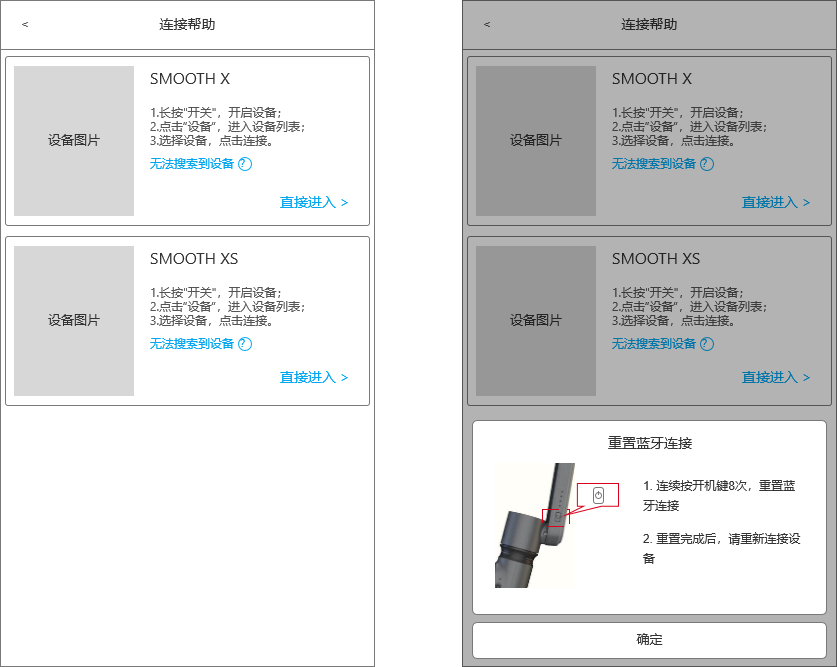 <
连接帮助
设备图片
SMOOTH X
1.长按"开关"，开启设备；
2.点击“设备”，进入设备列表；
3.选择设备，点击连接。
无法搜索到设备 ?
直接进入 >
设备图片
SMOOTH XS
1.长按"开关"，开启设备；
2.点击“设备”，进入设备列表；
3.选择设备，点击连接。
无法搜索到设备 ?
直接进入 >
<
连接帮助
设备图片
SMOOTH X
1.长按"开关"，开启设备；
2.点击“设备”，进入设备列表；
3.选择设备，点击连接。
无法搜索到设备 ?
直接进入 >
设备图片
SMOOTH XS
1.长按"开关"，开启设备；
2.点击“设备”，进入设备列表；
3.选择设备，点击连接。
无法搜索到设备 ?
直接进入 >
重置蓝牙连接
1. 连续按开机键8次，重置蓝
牙连接
2. 重置完成后，请重新连接设
备
确定